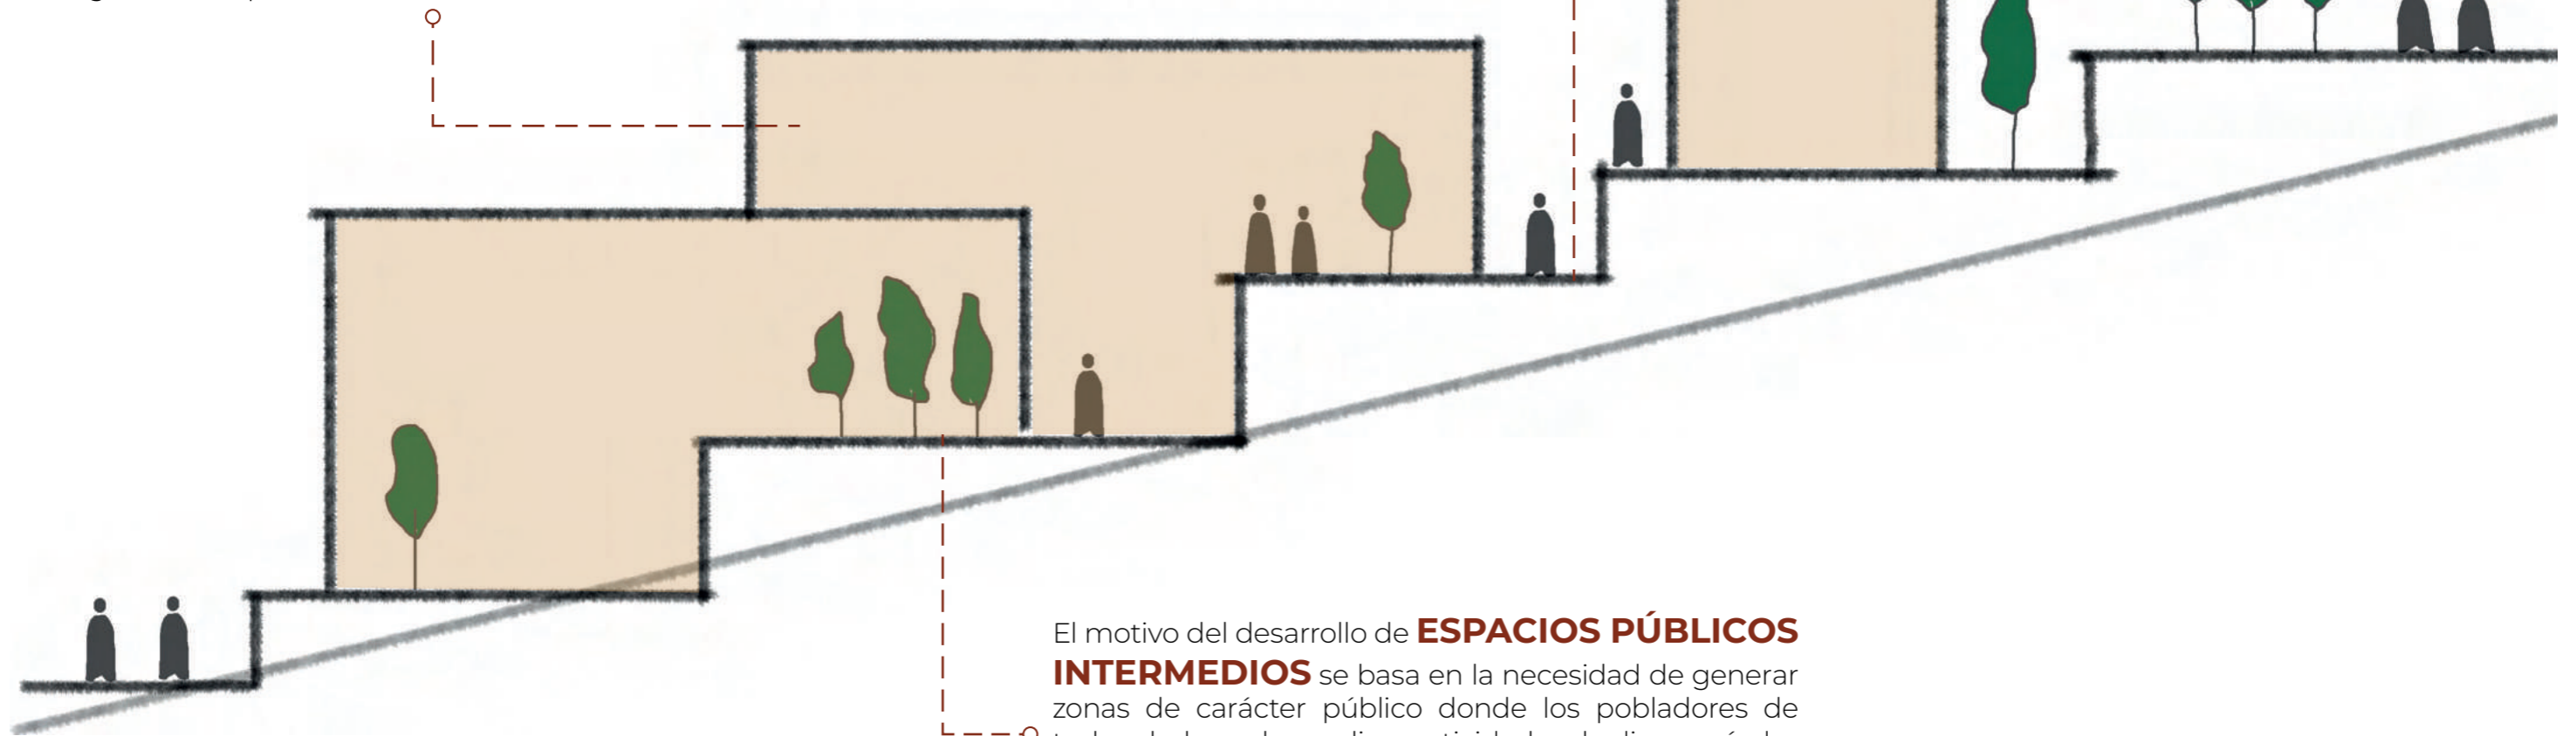 El motivo del desarrollo de ESPACIOS PÚBLICOS
INTERMEDIOS se basa en la necesidad de generar
zonas de carácter público donde los pobladores de